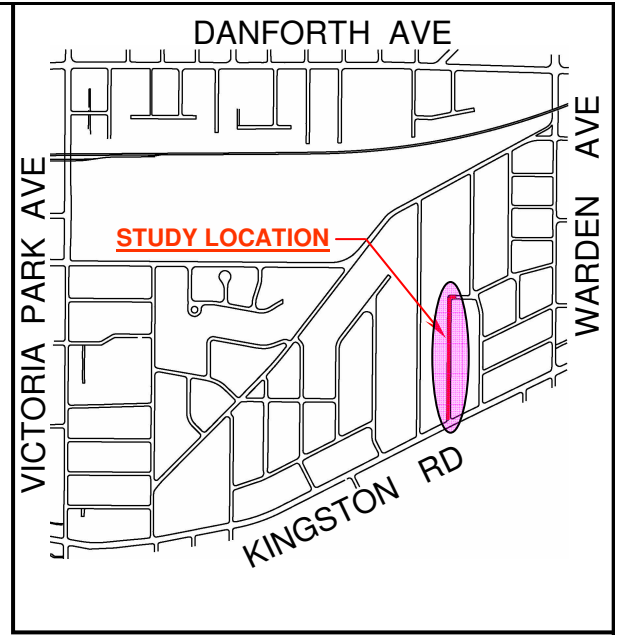 DANFORTH AVE
VICTORIA PARK AVE
STUDY LOCATION
WARDEN AVE
KINGSTON RD